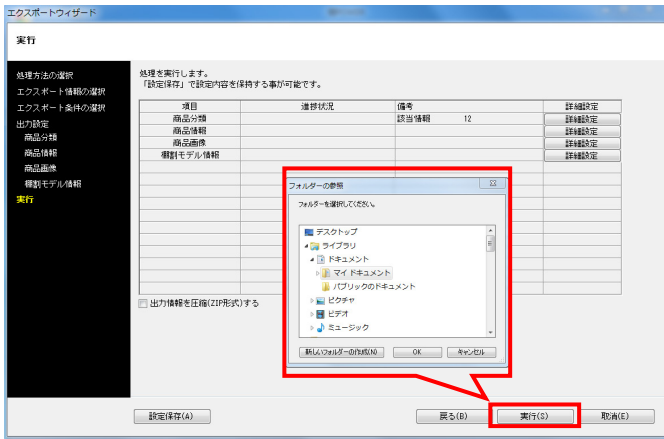 エクスポートウィザード
実行
処理方法の選択
エクスポート情報の選択
エクスポート条件の選択
出力設定
商品分類
商品情報
商品画像
棚割モデル情報
実行
処理を実行します。
「設定保存」で設定内容を保持する事が可能です。
項目 進捗状況 備考 詳細設定
商品分類 該当情報 12 詳細設定
商品情報 詳細設定
商品画像 詳細設定
棚割モデル情報 詳細設定
フォルダーの参照
フォルダーを選択してください。
デスクトップ
ライブラリ
ドキュメント
マイ ドキュメント
パブリックのドキュメント
ピクチャ
ビデオ
ミュージック
新しいフォルダーの作成(N) OK キャンセル
出力情報を圧縮(ZIP形式)する
設定保存(A) 戻る(B) 実行(S) 取消(E)